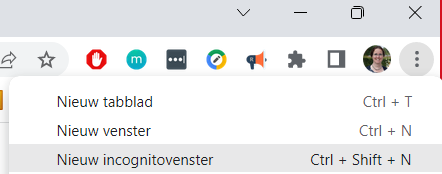 m
Nieuw tabblad Ctrl + T
Nieuw venster Ctrl + N
Nieuw incognitovenster Ctrl + Shift + N